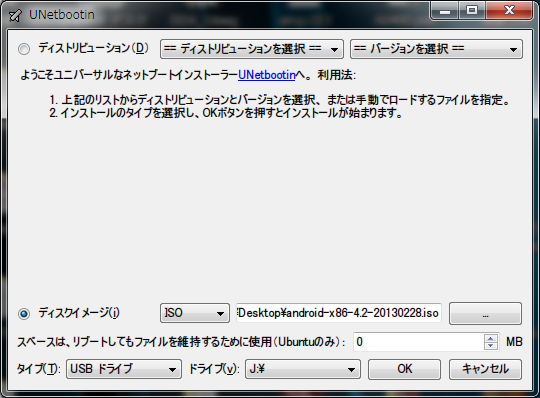 UNetbootin
ディストリビューション(D) == ディストリビューションを選択 == == バージョンを選択 ==
ようこそユニバーサルなネットブートインストーラーUNetbootinへ。利用法:
1. 上記のリストからディストリビューションとバージョンを選択、または手動でロードするファイルを指定。
2. インストールのタイプを選択し、OKボタンを押すとインストールが始まります。
ディスクイメージ(i) ISO Desktop¥android-x86-4.2-20130228.iso ...
スペースは、リブートしてもファイルを維持するために使用(Ubuntuのみ): 0 MB
タイプ(T): USB ドライブ ドライブ(v): J:¥ OK キャンセル